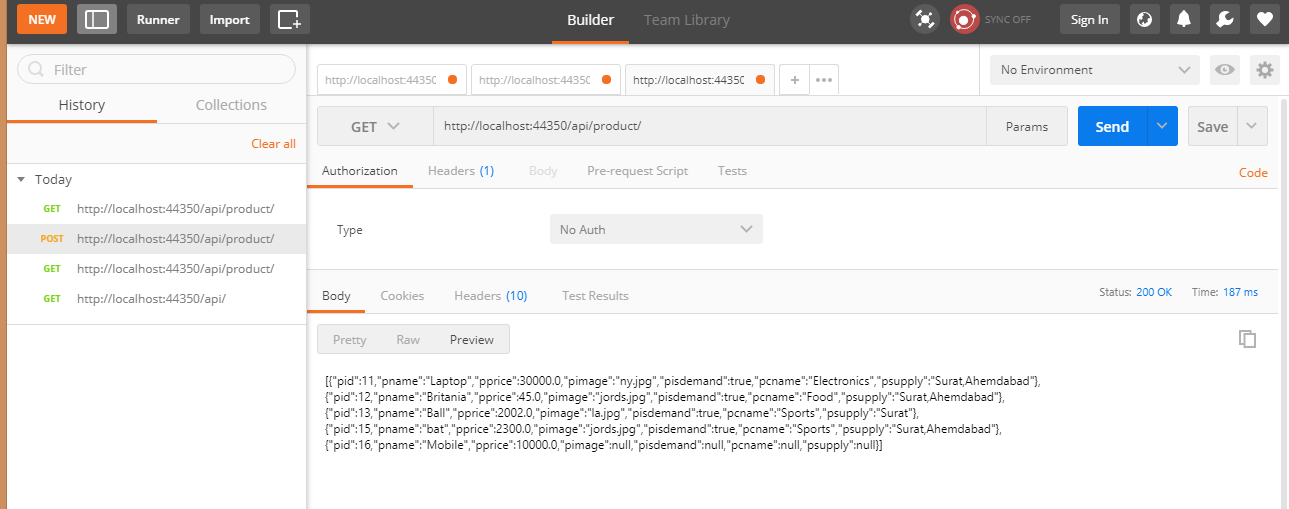 NEW Runner Import Builder Team Library SYNC OFF Sign In
Filter
History Collections
Clear all
Today
GET http://localhost:44350/api/product/
POST http://localhost:44350/api/product/
GET http://localhost:44350/api/product/
GET http://localhost:44350/api/
http://localhost:44350 http://localhost:44350 http://localhost:44350 + ••• No Environment
GET http://localhost:44350/api/product/ Params Send Save
Authorization Headers (1) Body Pre-request Script Tests Code
Type No Auth
Body Cookies Headers (10) Test Results Status: 200 OK Time: 187 ms
Pretty Raw Preview
[{"pid":11,"pname":"Laptop","pprice":30000.0,"pimage":"ny.jpg","pisdemand":true,"pcname":"Electronics","psupply":"Surat,Ahemdabad"},
{"pid":12,"pname":"Britania","pprice":45.0,"pimage":"jords.jpg","pisdemand":true,"pcname":"Food","psupply":"Surat,Ahemdabad"},
{"pid":13,"pname":"Ball","pprice":2002.0,"pimage":"la.jpg","pisdemand":true,"pcname":"Sports","psupply":"Surat"},
{"pid":15,"pname":"bat","pprice":2300.0,"pimage":"jords.jpg","pisdemand":true,"pcname":"Sports","psupply":"Surat,Ahemdabad"},
{"pid":16,"pname":"Mobile","pprice":10000.0,"pimage":null,"pisdemand":null,"pcname":null,"psupply":null}]